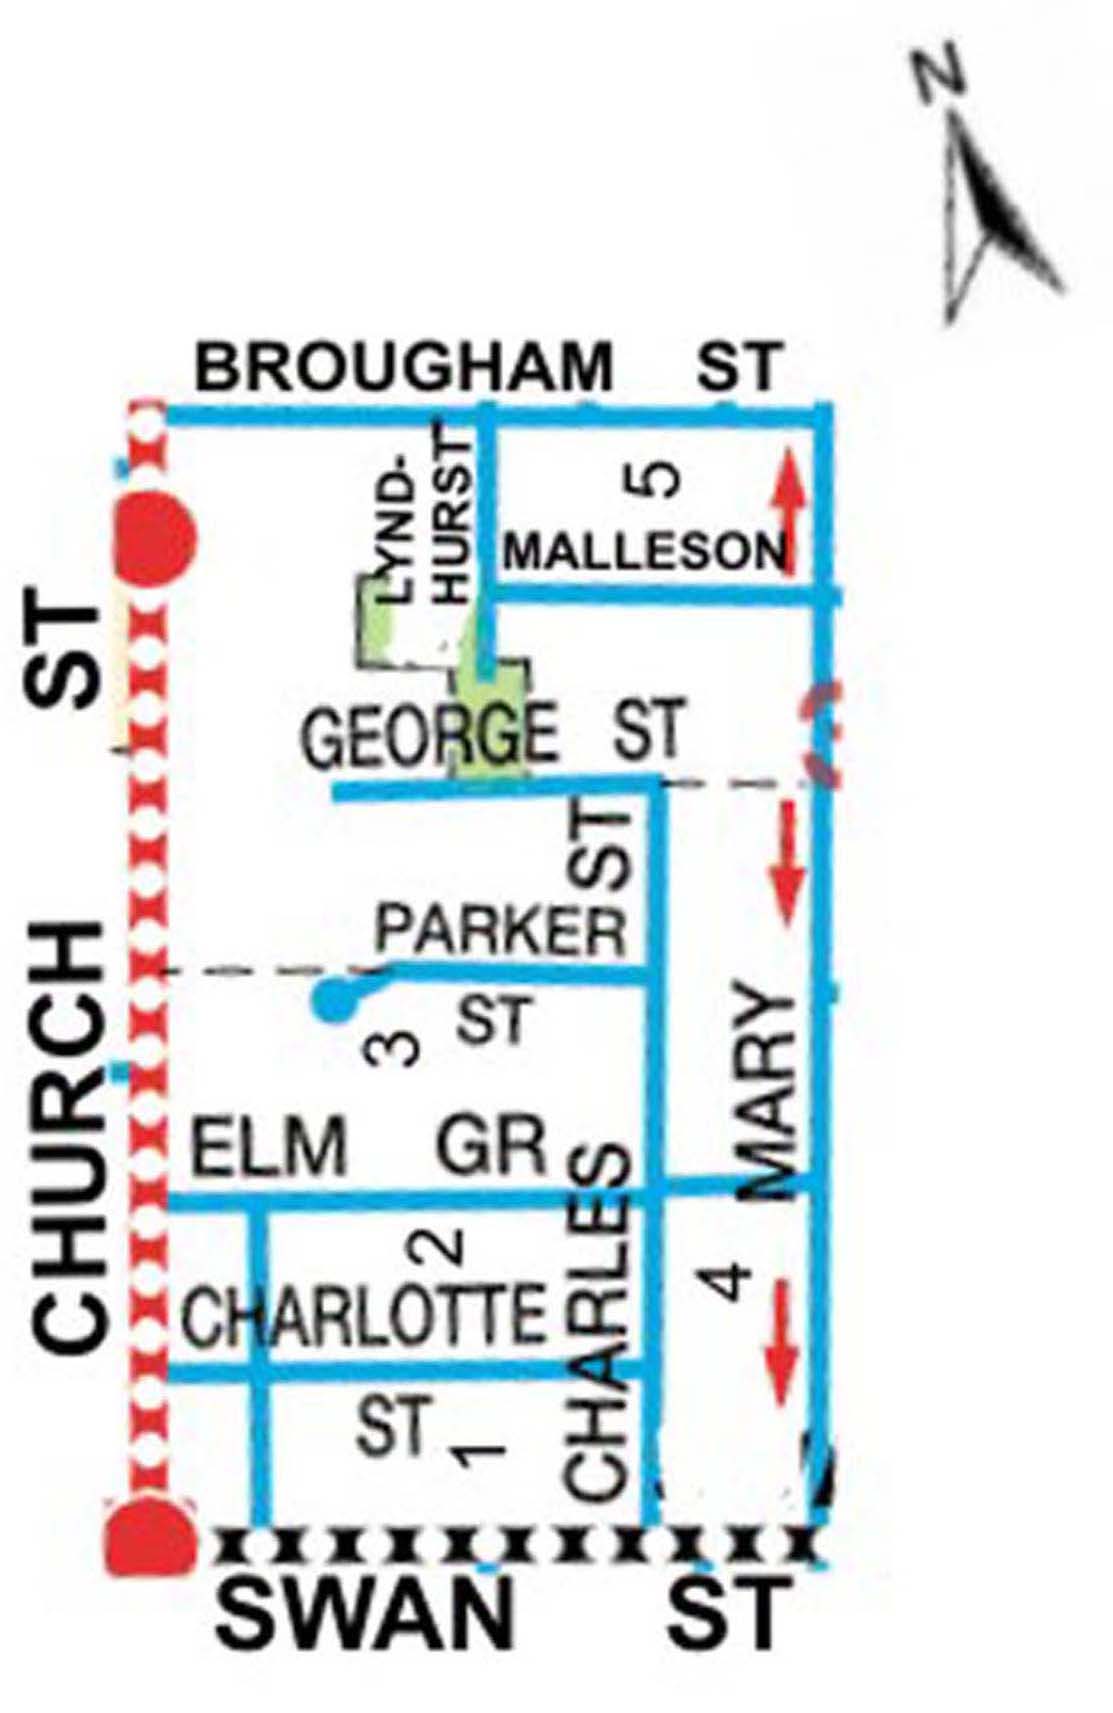 N
BROUGHAM ST
LYND-
HURST
5
MALLESON
GEORGE ST
CHURCH ST
PARKER
ST
3
CHARLES ST
MARY
ELM GR
2
4
CHARLOTTE
ST
1
SWAN ST